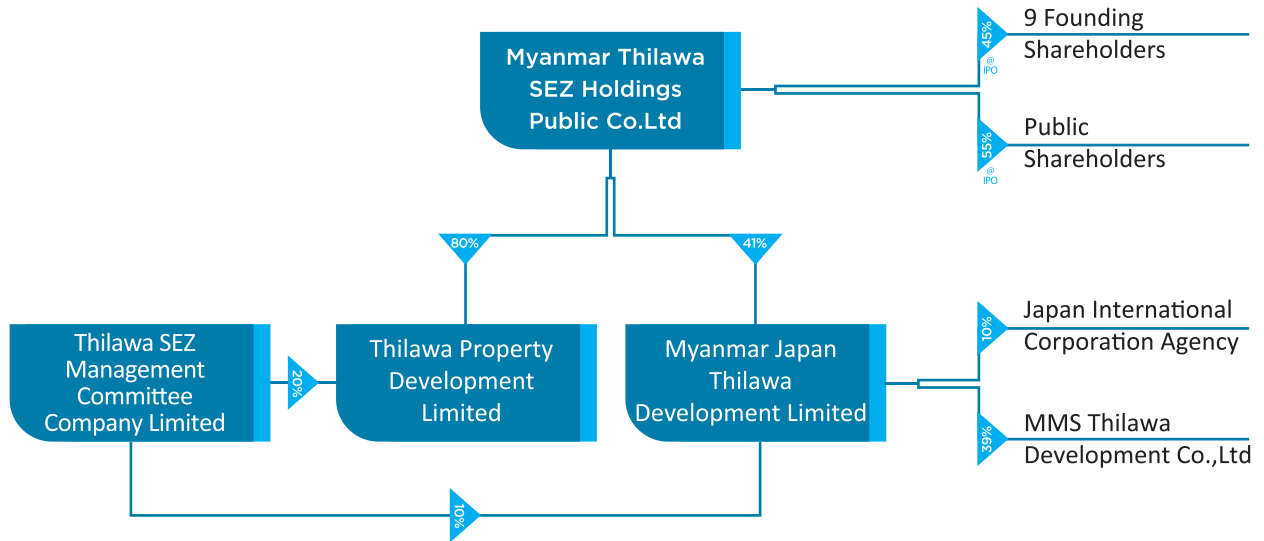 Myanmar Thilawa
SEZ Holdings
Public Co.Ltd
45%
@
IPO
9 Founding
Shareholders
55%
@
IPO
Public
Shareholders
80%
41%
Thilawa SEZ
Management
Committee
Company Limited
20%
Thilawa Property
Development
Limited
Myanmar Japan
Thilawa
Development Limited
10%
Japan International
Corporation Agency
39%
MMS Thilawa
Development Co.,Ltd
10%